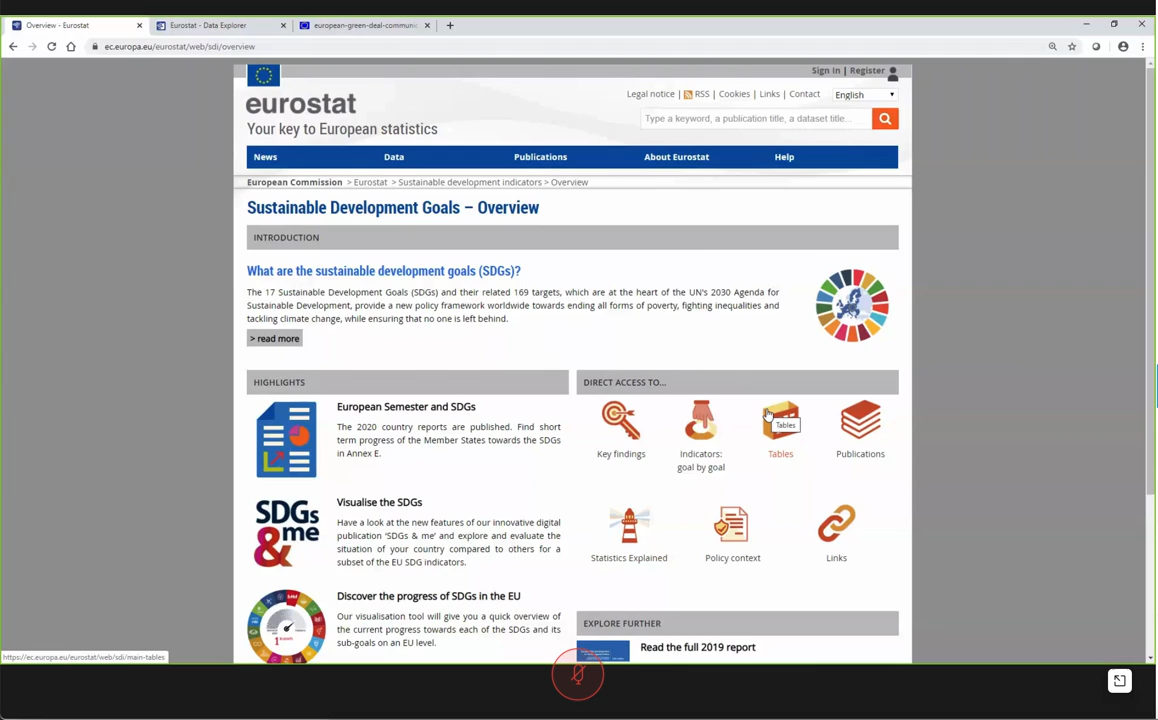 Overview - Eurostat
Eurostat - Data Explorer
european-green-deal-communic
ec.europa.eu/eurostat/web/sdi/overview
Sign In | Register
Legal notice | RSS | Cookies | Links | Contact
English
eurostat
Your key to European statistics
Type a keyword, a publication title, a dataset title...
News Data Publications About Eurostat Help
European Commission > Eurostat > Sustainable development indicators > Overview
Sustainable Development Goals – Overview
INTRODUCTION
What are the sustainable development goals (SDGs)?
The 17 Sustainable Development Goals (SDGs) and their related 169 targets, which are at the heart of the UN's 2030 Agenda for
Sustainable Development, provide a new policy framework worldwide towards ending all forms of poverty, fighting inequalities and
tackling climate change, while ensuring that no one is left behind.
> read more
HIGHLIGHTS
European Semester and SDGs
The 2020 country reports are published. Find short
term progress of the Member States towards the SDGs
in Annex E.
SDGs
&me
Visualise the SDGs
Have a look at the new features of our innovative digital
publication 'SDGs & me' and explore and evaluate the
situation of your country compared to others for a
subset of the EU SDG indicators.
Discover the progress of SDGs in the EU
Our visualisation tool will give you a quick overview of
the current progress towards each of the SDGs and its
sub-goals on an EU level.
DIRECT ACCESS TO...
Tables
Key findings
Indicators:
goal by goal
Tables
Publications
Statistics Explained
Policy context
Links
EXPLORE FURTHER
Read the full 2019 report
https://ec.europa.eu/eurostat/web/sdi/main-tables